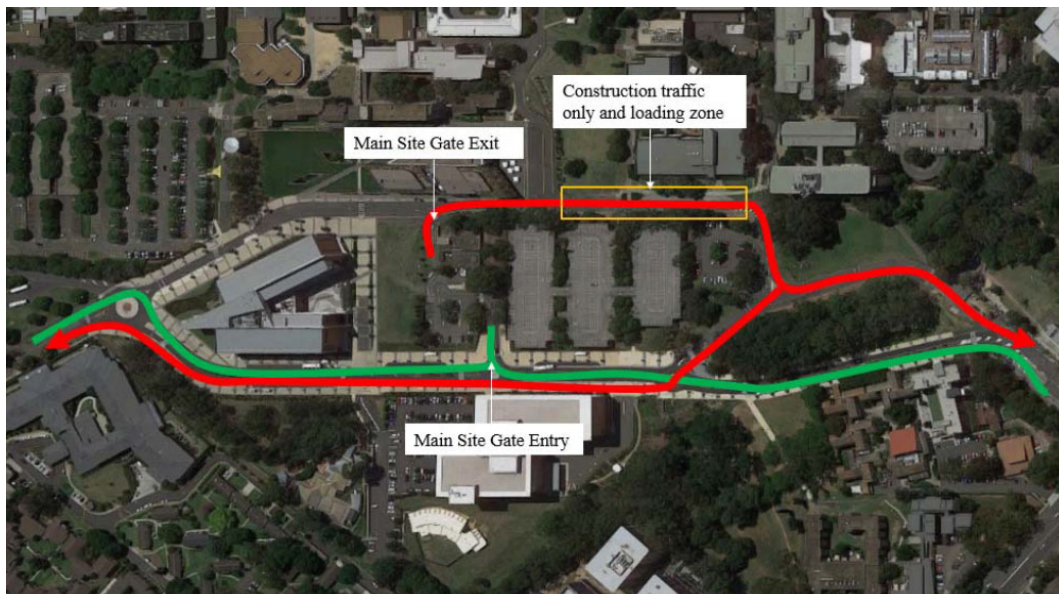 Construction traffic
only and loading zone
Main Site Gate Exit
Main Site Gate Entry